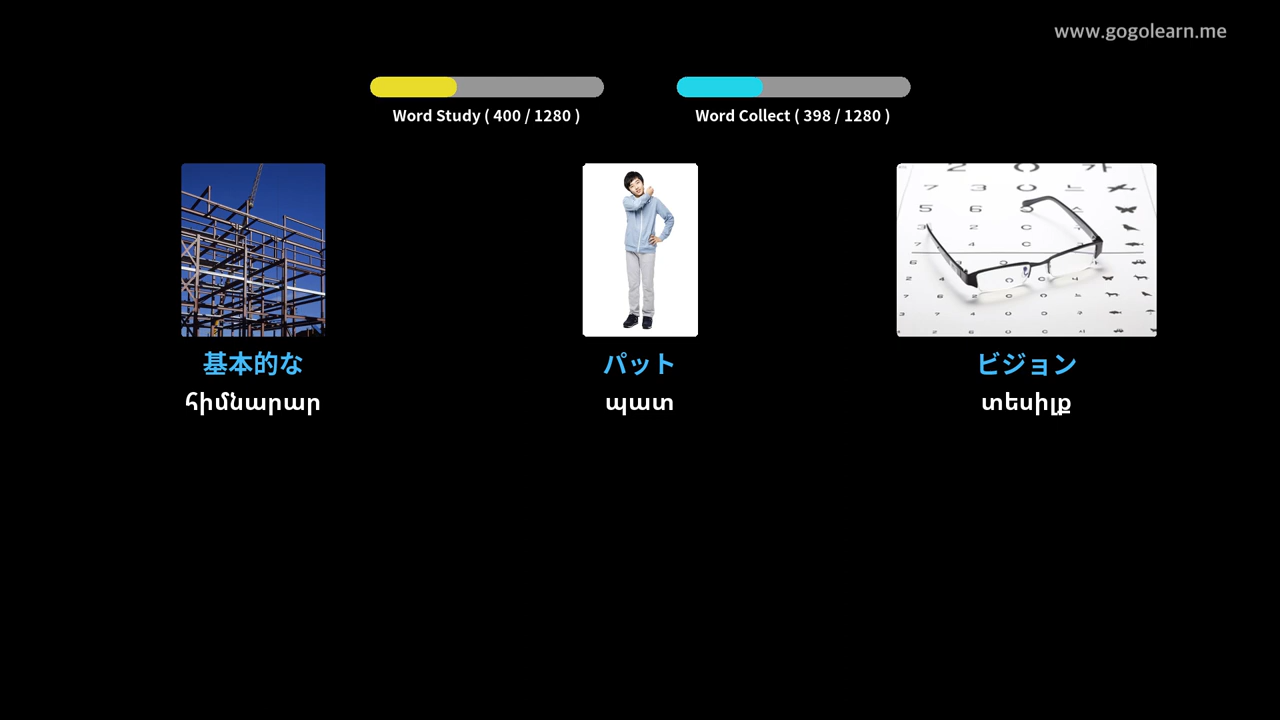 www.gogolearn.me
Word Study ( 400 / 1280 )
Word Collect ( 398 / 1280 )
基本的な
パット
ビジョン
հիմնարար
պատ
տեսիլք